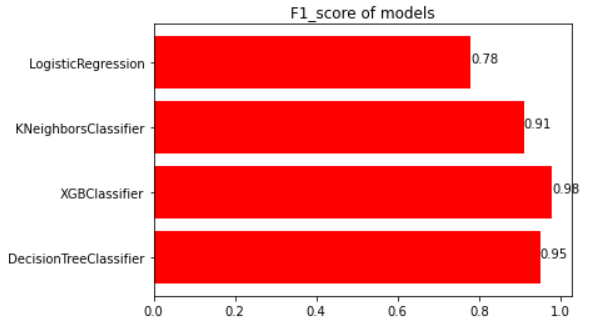 F1_score of models
LogisticRegression 0.78
KNeighborsClassifier 0.91
XGBClassifier 0.98
DecisionTreeClassifier 0.95
0.0 0.2 0.4 0.6 0.8 1.0